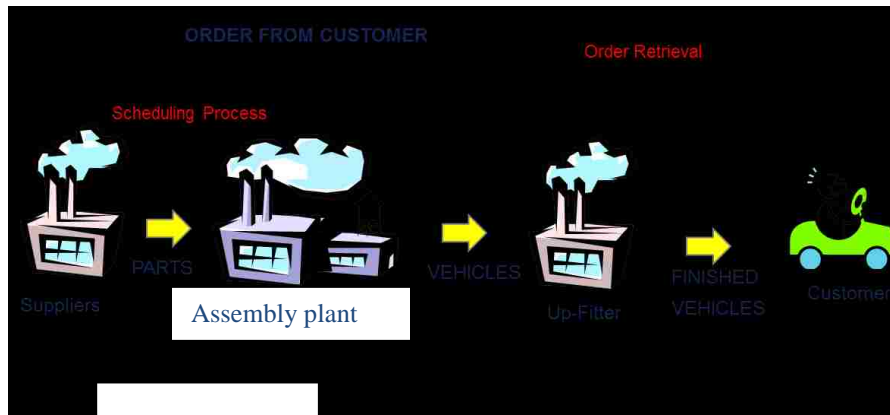 ORDER FROM CUSTOMER
Order Retrieval
Scheduling Process
PARTS
VEHICLES
FINISHED
VEHICLES
Suppliers
Assembly plant
Up-Fitter
Customer